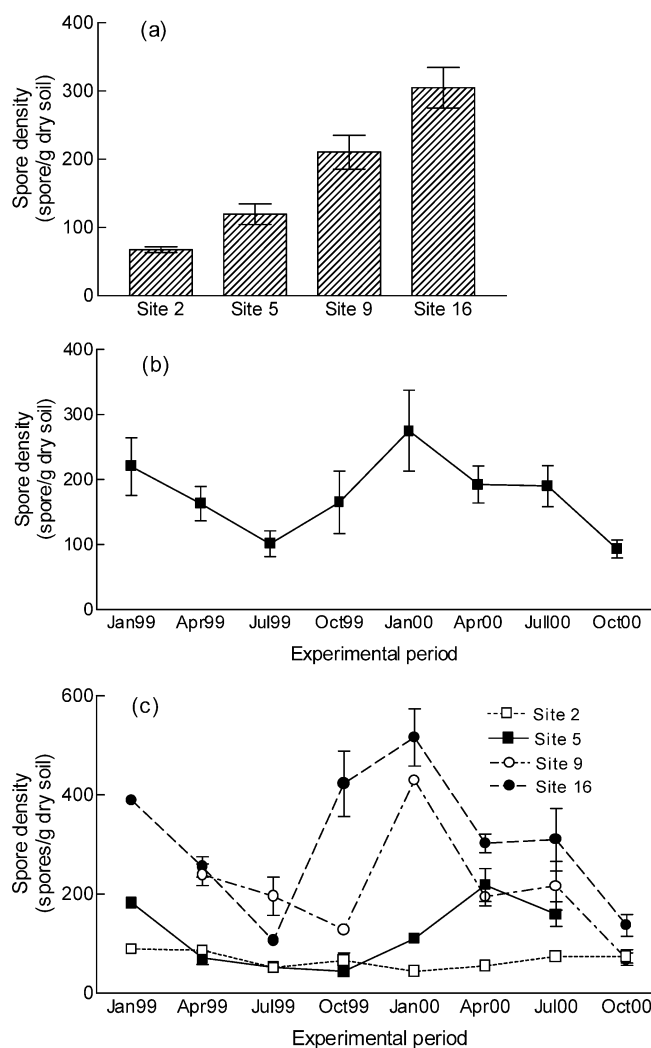 (a)
Spore density
(spore/g dry soil)
400
300
200
100
0
Site 2 Site 5 Site 9 Site 16
(b)
Spore density
(spore/g dry soil)
400
300
200
100
0
Jan99 Apr99 Jul99 Oct99 Jan00 Apr00 Jull00 Oct00
Experimental period
(c)
Spore density
(spores/g dry soil)
600
400
200
0
Site 2
Site 5
Site 9
Site 16
Jan99 Apr99 Jul99 Oct99 Jan00 Apr00 Jul00 Oct00
Experimental period